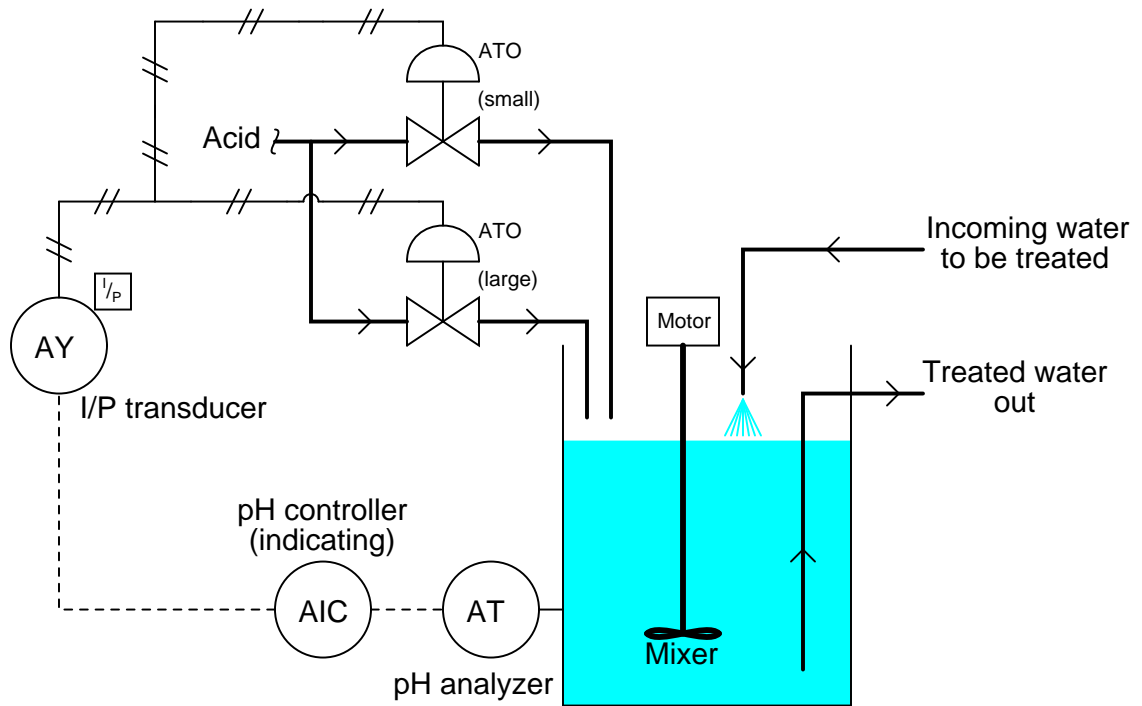 ATO
(small)
Acid
ATO
(large)
Incoming water
to be treated
I/P
Motor
AY
Treated water
out
I/P transducer
pH controller
(indicating)
AIC
AT
Mixer
pH analyzer